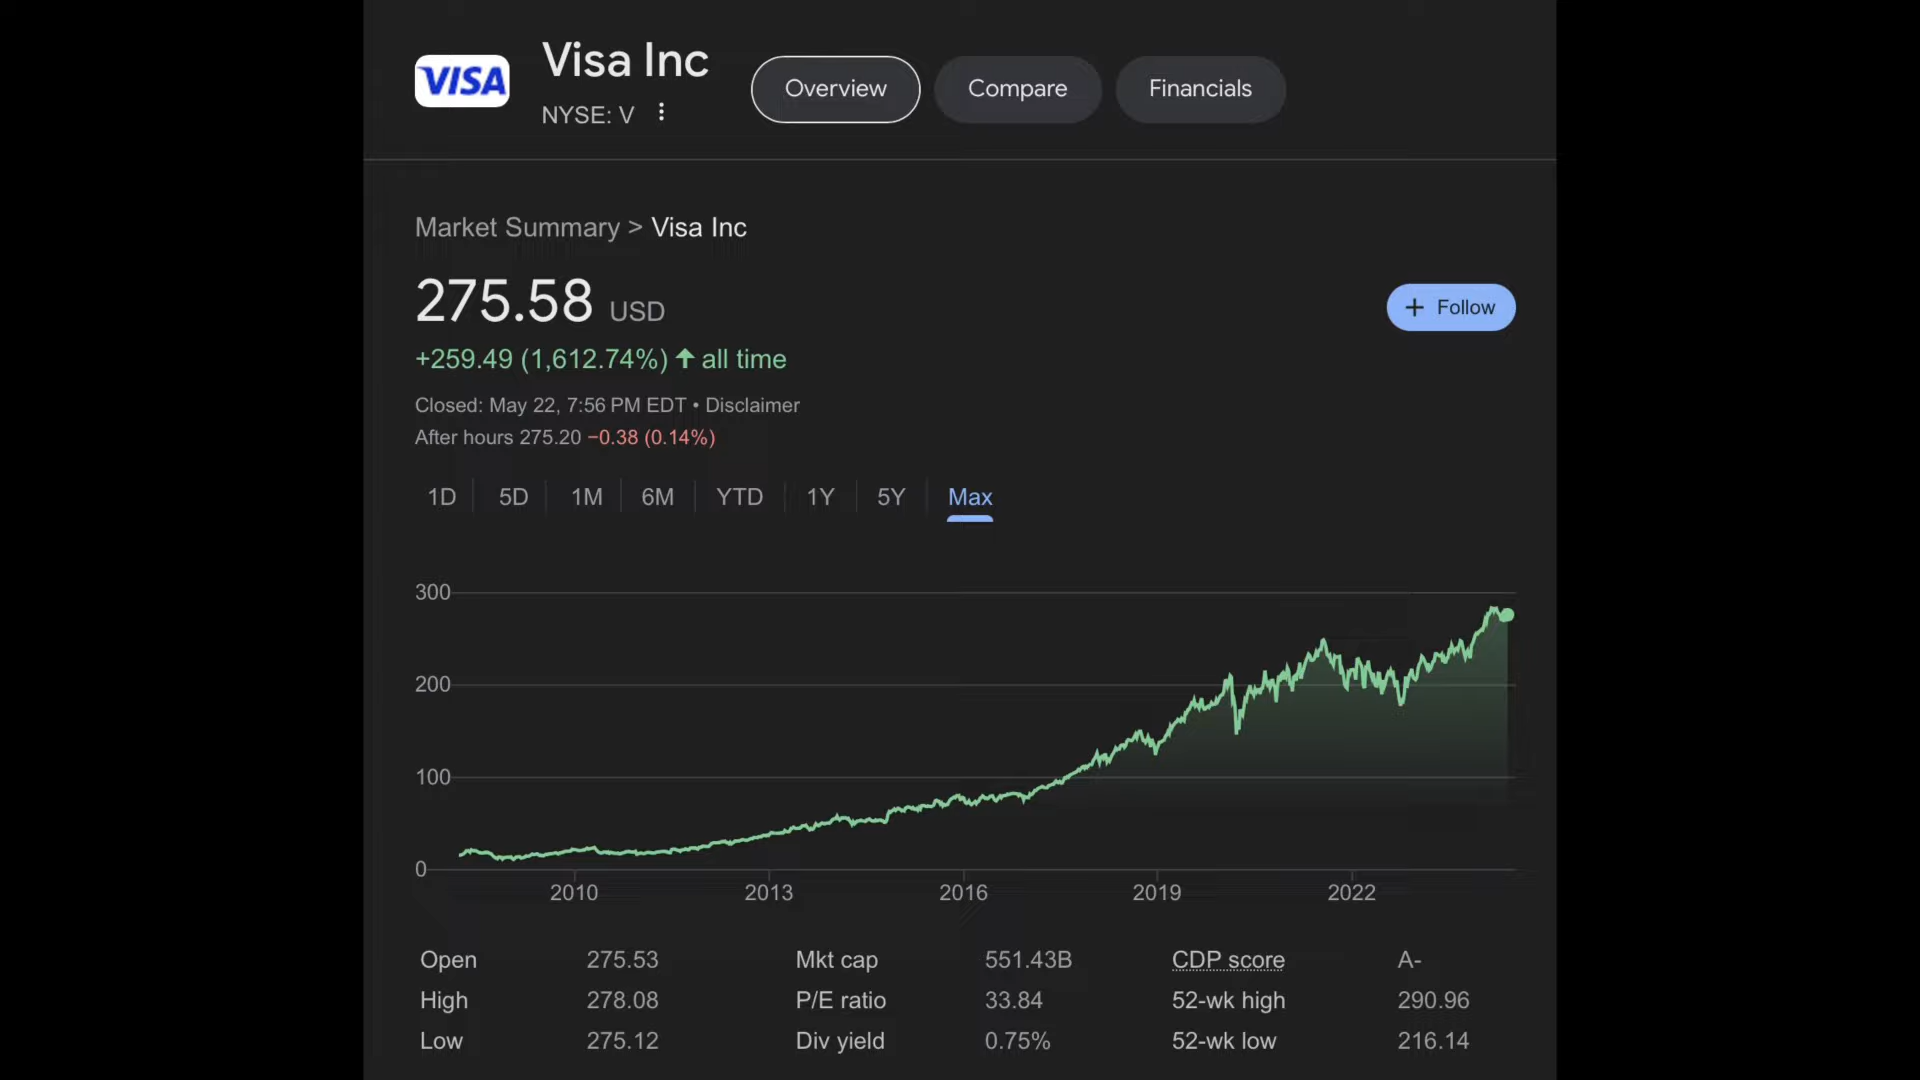 VISA
Visa Inc
NYSE: V
Overview
Compare
Financials
Market Summary > Visa Inc
275.58 USD
+ Follow
+259.49 (1,612.74%) ↑ all time
Closed: May 22, 7:56 PM EDT • Disclaimer
After hours 275.20 −0.38 (0.14%)
1D 5D 1M 6M YTD 1Y 5Y Max
300
200
100
0
2010 2013 2016 2019 2022
Open 275.53 Mkt cap 551.43B CDP score A-
High 278.08 P/E ratio 33.84 52-wk high 290.96
Low 275.12 Div yield 0.75% 52-wk low 216.14